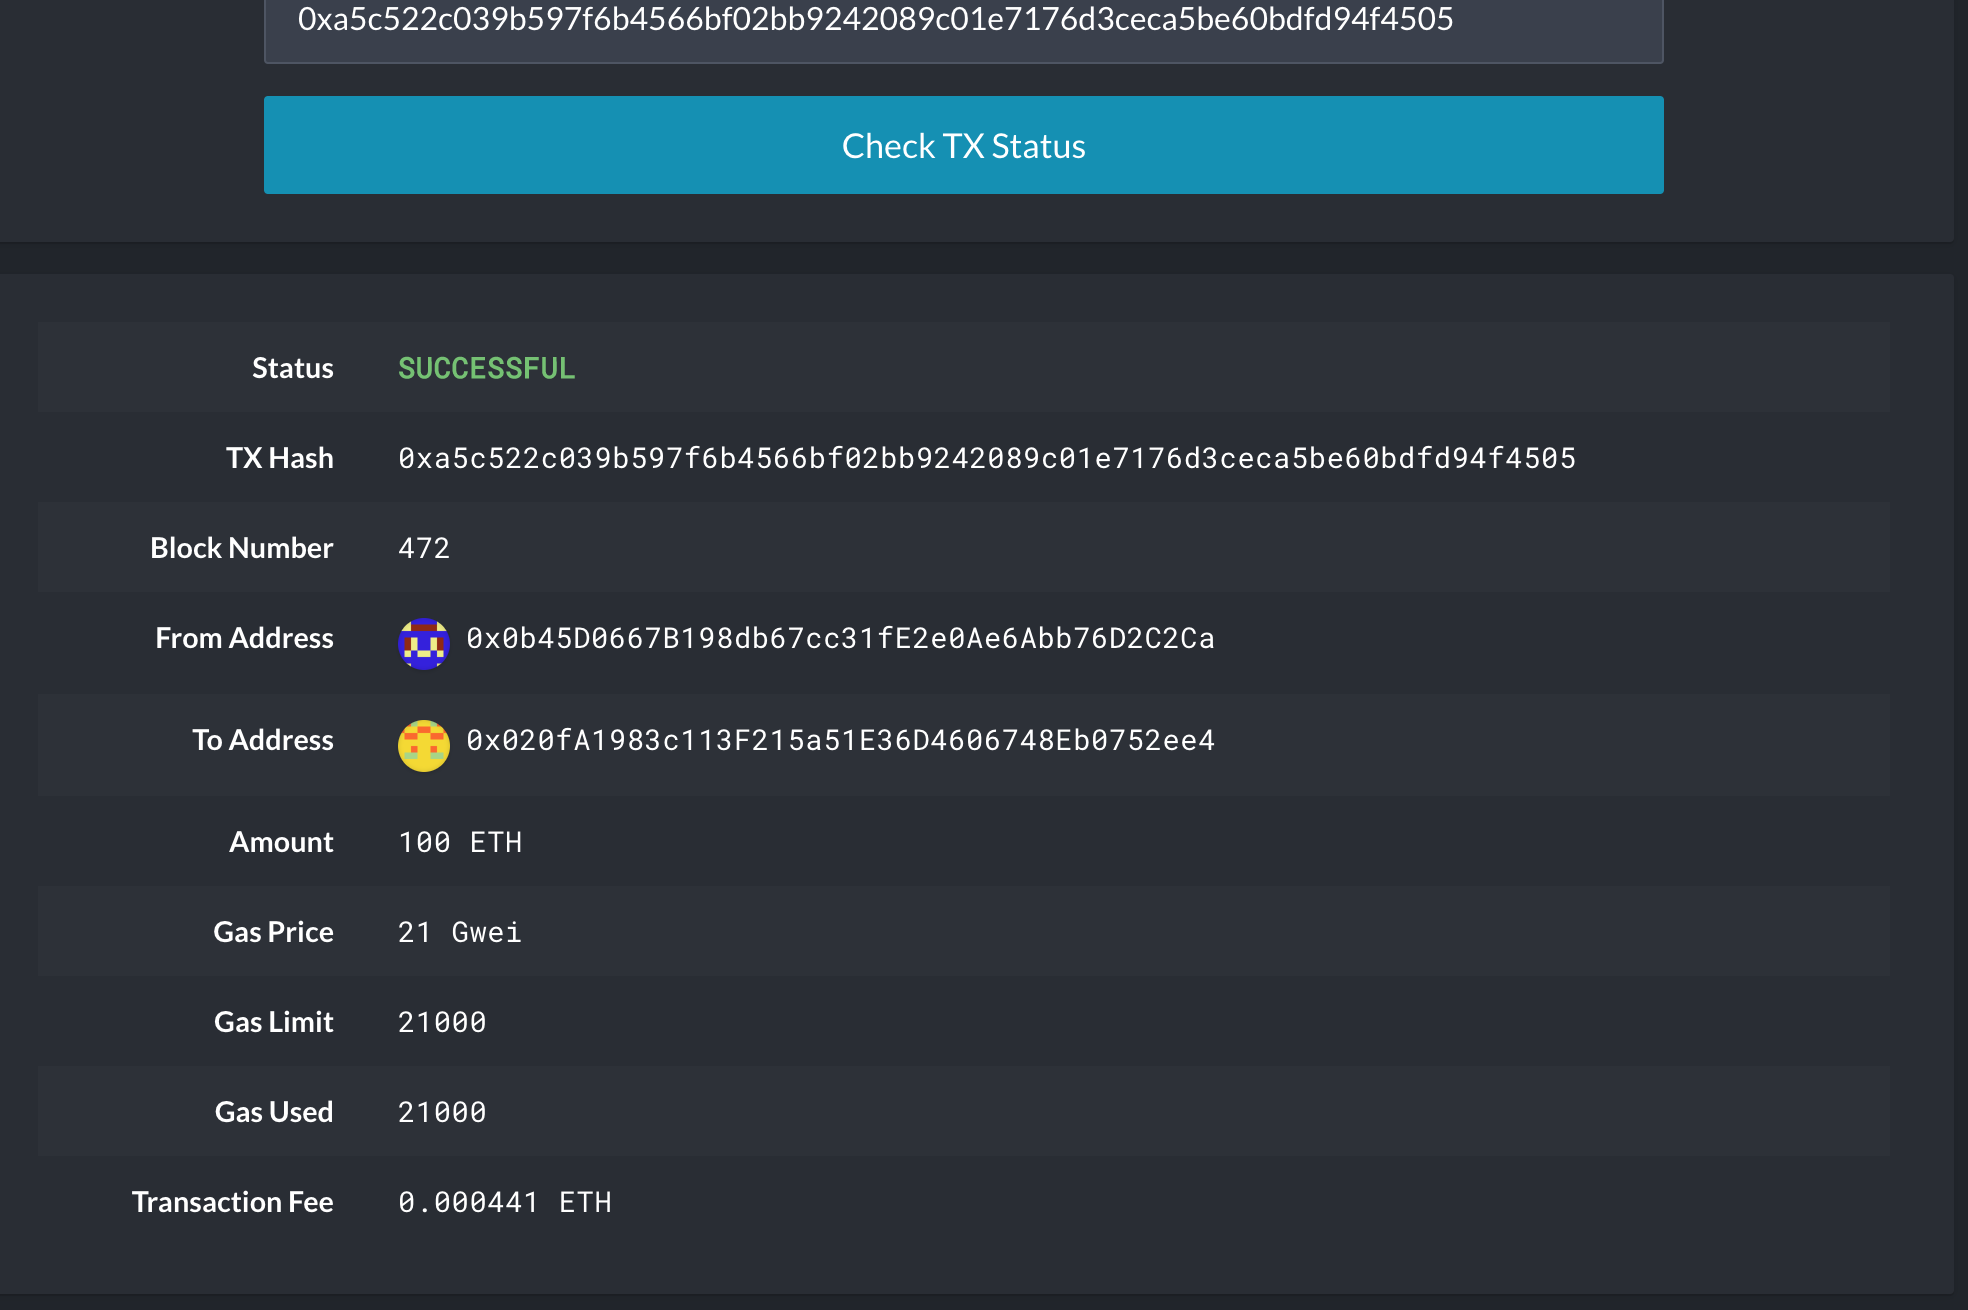 0xa5c522c039b597f6b4566bf02bb9242089c01e7176d3ceca5be60bdfd94f4505
Check TX Status
Status SUCCESSFUL
TX Hash 0xa5c522c039b597f6b4566bf02bb9242089c01e7176d3ceca5be60bdfd94f4505
Block Number 472
From Address 0x0b45D0667B198db67cc31fE2e0Ae6Abb76D2C2Ca
To Address 0x020fA1983c113F215a51E36D4606748Eb0752ee4
Amount 100 ETH
Gas Price 21 Gwei
Gas Limit 21000
Gas Used 21000
Transaction Fee 0.000441 ETH